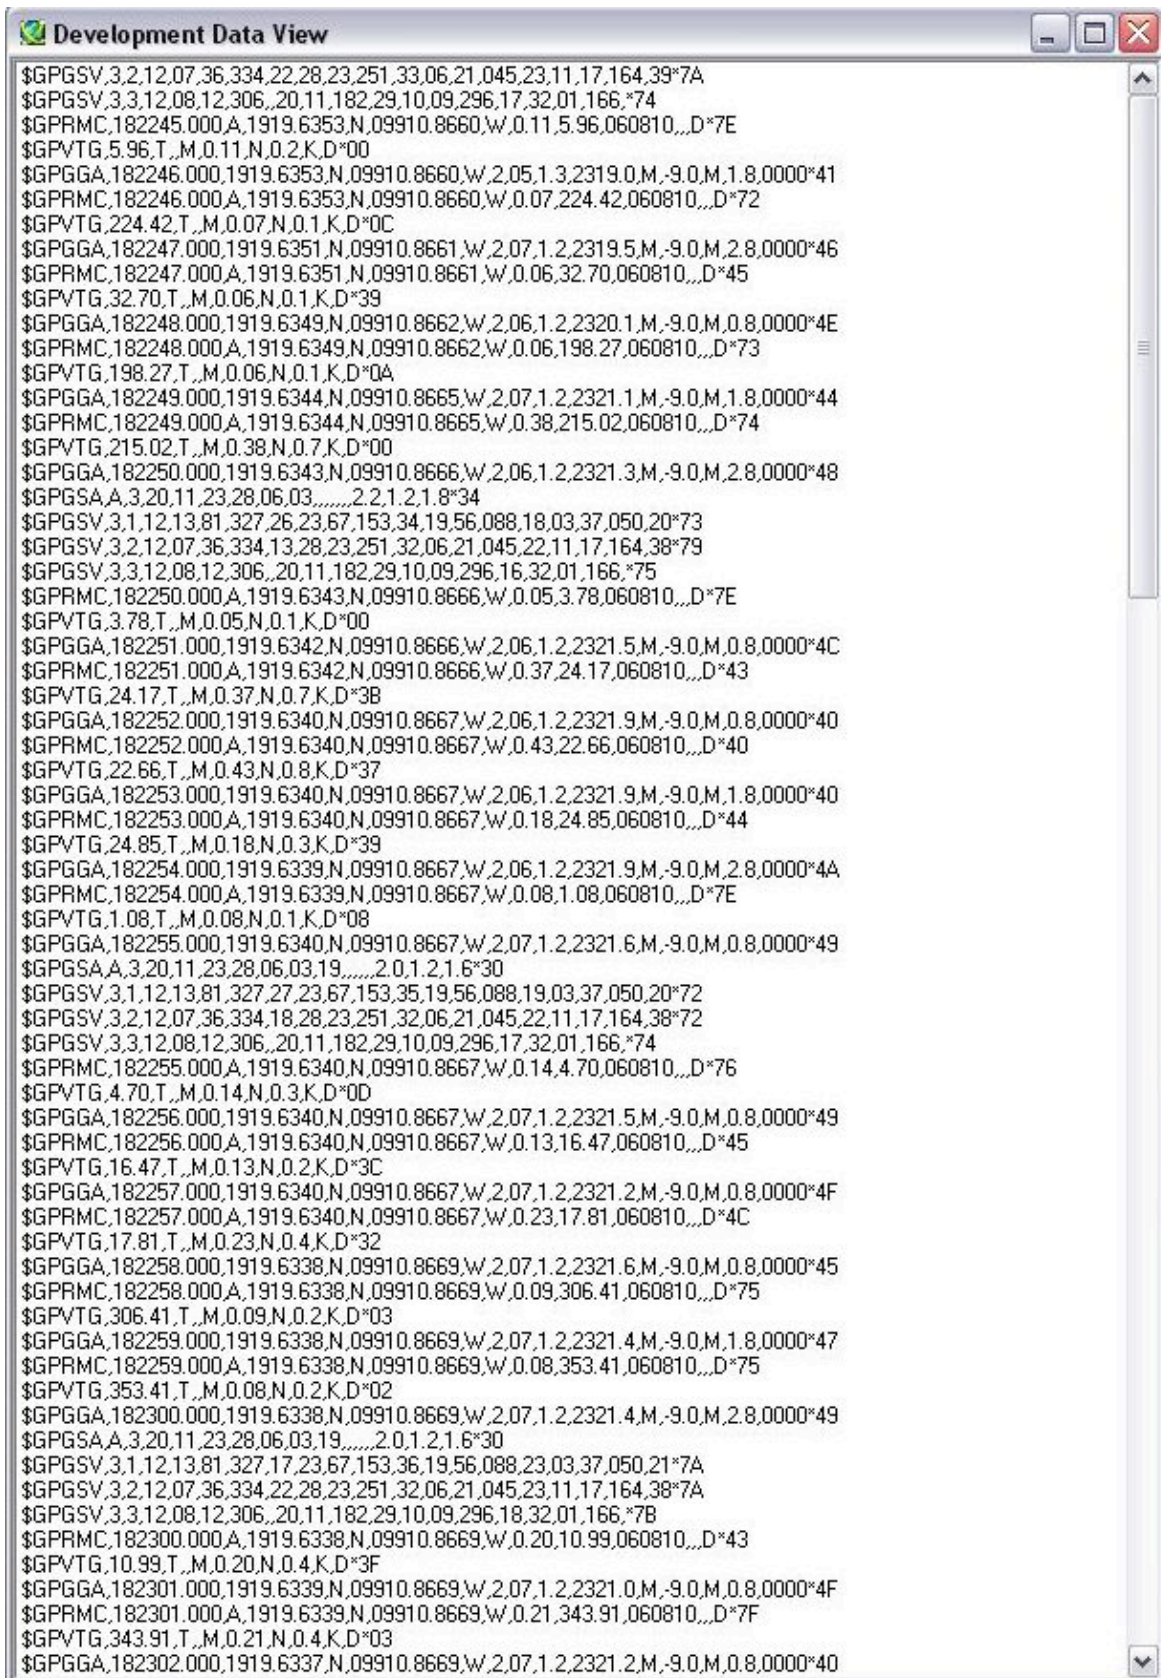 Development Data View
$GPGSV,3,2,12,07,36,334,22,28,23,251,33,06,21,045,23,11,17,164,39*7A
$GPGSV,3,3,12,08,12,306,,20,11,182,29,10,09,296,17,32,01,166,*74
$GPRMC,182245.000,A,1919.6353,N,09910.8660,W,0.11,5.96,060810,,,D*7E
$GPVTG,5.96,T,,M,0.11,N,0.2,K,D*00
$GPGGA,182246.000,1919.6353,N,09910.8660,W,2,05,1.3,2319.0,M,-9.0,M,1.8,0000*41
$GPRMC,182246.000,A,1919.6353,N,09910.8660,W,0.07,224.42,060810,,,D*72
$GPVTG,224.42,T,,M,0.07,N,0.1,K,D*0C
$GPGGA,182247.000,1919.6351,N,09910.8661,W,2,07,1.2,2319.5,M,-9.0,M,2.8,0000*46
$GPRMC,182247.000,A,1919.6351,N,09910.8661,W,0.06,32.70,060810,,,D*45
$GPVTG,32.70,T,,M,0.06,N,0.1,K,D*39
$GPGGA,182248.000,1919.6349,N,09910.8662,W,2,06,1.2,2320.1,M,-9.0,M,0.8,0000*4E
$GPRMC,182248.000,A,1919.6349,N,09910.8662,W,0.06,198.27,060810,,,D*73
$GPVTG,198.27,T,,M,0.06,N,0.1,K,D*0A
$GPGGA,182249.000,1919.6344,N,09910.8665,W,2,07,1.2,2321.1,M,-9.0,M,1.8,0000*44
$GPRMC,182249.000,A,1919.6344,N,09910.8665,W,0.38,215.02,060810,,,D*74
$GPVTG,215.02,T,,M,0.38,N,0.7,K,D*00
$GPGGA,182250.000,1919.6343,N,09910.8666,W,2,06,1.2,2321.3,M,-9.0,M,2.8,0000*48
$GPGSA,A,3,20,11,23,28,06,03,,,,,,,2.2,1.2,1.8*34
$GPGSV,3,1,12,13,81,327,26,23,67,153,34,19,56,088,18,03,37,050,20*73
$GPGSV,3,2,12,07,36,334,13,28,23,251,32,06,21,045,22,11,17,164,38*79
$GPGSV,3,3,12,08,12,306,,20,11,182,29,10,09,296,16,32,01,166,*75
$GPRMC,182250.000,A,1919.6343,N,09910.8666,W,0.05,3.78,060810,,,D*7E
$GPVTG,3.78,T,,M,0.05,N,0.1,K,D*00
$GPGGA,182251.000,1919.6342,N,09910.8666,W,2,06,1.2,2321.5,M,-9.0,M,0.8,0000*4C
$GPRMC,182251.000,A,1919.6342,N,09910.8666,W,0.37,24.17,060810,,,D*43
$GPVTG,24.17,T,,M,0.37,N,0.7,K,D*3B
$GPGGA,182252.000,1919.6340,N,09910.8667,W,2,06,1.2,2321.9,M,-9.0,M,0.8,0000*40
$GPRMC,182252.000,A,1919.6340,N,09910.8667,W,0.43,22.66,060810,,,D*40
$GPVTG,22.66,T,,M,0.43,N,0.8,K,D*37
$GPGGA,182253.000,1919.6340,N,09910.8667,W,2,06,1.2,2321.9,M,-9.0,M,1.8,0000*40
$GPRMC,182253.000,A,1919.6340,N,09910.8667,W,0.18,24.85,060810,,,D*44
$GPVTG,24.85,T,,M,0.18,N,0.3,K,D*39
$GPGGA,182254.000,1919.6339,N,09910.8667,W,2,06,1.2,2321.9,M,-9.0,M,2.8,0000*4A
$GPRMC,182254.000,A,1919.6339,N,09910.8667,W,0.08,1.08,060810,,,D*7E
$GPVTG,1.08,T,,M,0.08,N,0.1,K,D*08
$GPGGA,182255.000,1919.6340,N,09910.8667,W,2,07,1.2,2321.6,M,-9.0,M,0.8,0000*49
$GPGSA,A,3,20,11,23,28,06,03,19,,,,,,2.0,1.2,1.6*30
$GPGSV,3,1,12,13,81,327,27,23,67,153,35,19,56,088,19,03,37,050,20*72
$GPGSV,3,2,12,07,36,334,18,28,23,251,32,06,21,045,22,11,17,164,38*72
$GPGSV,3,3,12,08,12,306,,20,11,182,29,10,09,296,17,32,01,166,*74
$GPRMC,182255.000,A,1919.6340,N,09910.8667,W,0.14,4.70,060810,,,D*76
$GPVTG,4.70,T,,M,0.14,N,0.3,K,D*0D
$GPGGA,182256.000,1919.6340,N,09910.8667,W,2,07,1.2,2321.5,M,-9.0,M,0.8,0000*49
$GPRMC,182256.000,A,1919.6340,N,09910.8667,W,0.13,16.47,060810,,,D*45
$GPVTG,16.47,T,,M,0.13,N,0.2,K,D*3C
$GPGGA,182257.000,1919.6340,N,09910.8667,W,2,07,1.2,2321.2,M,-9.0,M,0.8,0000*4F
$GPRMC,182257.000,A,1919.6340,N,09910.8667,W,0.23,17.81,060810,,,D*4C
$GPVTG,17.81,T,,M,0.23,N,0.4,K,D*32
$GPGGA,182258.000,1919.6338,N,09910.8669,W,2,07,1.2,2321.6,M,-9.0,M,0.8,0000*45
$GPRMC,182258.000,A,1919.6338,N,09910.8669,W,0.09,306.41,060810,,,D*75
$GPVTG,306.41,T,,M,0.09,N,0.2,K,D*03
$GPGGA,182259.000,1919.6338,N,09910.8669,W,2,07,1.2,2321.4,M,-9.0,M,1.8,0000*47
$GPRMC,182259.000,A,1919.6338,N,09910.8669,W,0.08,353.41,060810,,,D*75
$GPVTG,353.41,T,,M,0.08,N,0.2,K,D*02
$GPGGA,182300.000,1919.6338,N,09910.8669,W,2,07,1.2,2321.4,M,-9.0,M,2.8,0000*49
$GPGSA,A,3,20,11,23,28,06,03,19,,,,,,2.0,1.2,1.6*30
$GPGSV,3,1,12,13,81,327,17,23,67,153,36,19,56,088,23,03,37,050,21*7A
$GPGSV,3,2,12,07,36,334,22,28,23,251,32,06,21,045,23,11,17,164,38*7A
$GPGSV,3,3,12,08,12,306,,20,11,182,29,10,09,296,18,32,01,166,*7B
$GPRMC,182300.000,A,1919.6338,N,09910.8669,W,0.20,10.99,060810,,,D*43
$GPVTG,10.99,T,,M,0.20,N,0.4,K,D*3F
$GPGGA,182301.000,1919.6339,N,09910.8669,W,2,07,1.2,2321.0,M,-9.0,M,0.8,0000*4F
$GPRMC,182301.000,A,1919.6339,N,09910.8669,W,0.21,343.91,060810,,,D*7F
$GPVTG,343.91,T,,M,0.21,N,0.4,K,D*03
$GPGGA,182302.000,1919.6337,N,09910.8669,W,2,07,1.2,2321.2,M,-9.0,M,0.8,0000*40